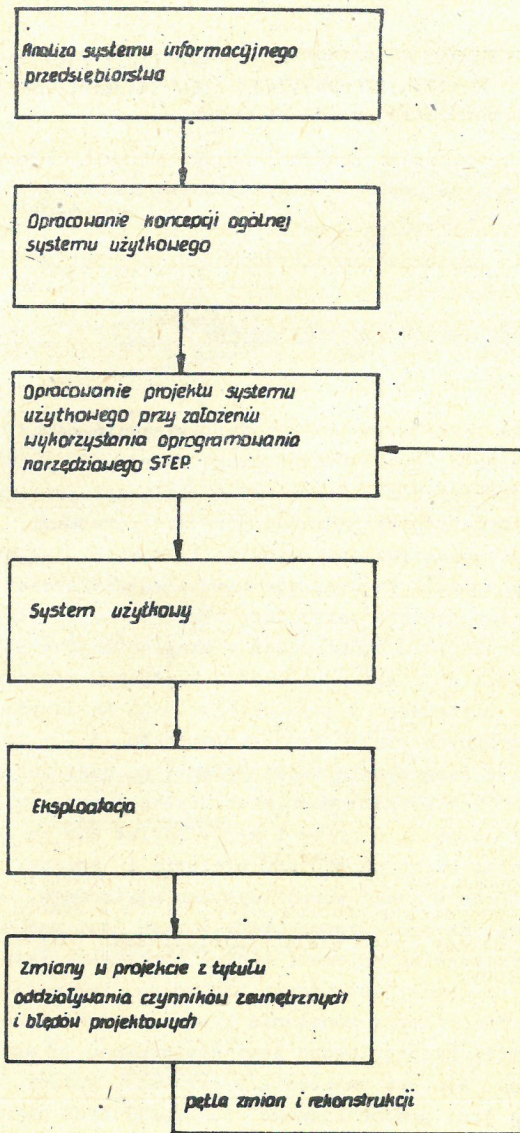 Analiza systemu informacyjnego
przedsiębiorstwa
Opracowanie koncepcji ogólnej
systemu użytkowego
Opracowanie projektu systemu
użytkowego przy założeniu
wykorzystania oprogramowania
narzędziowego STEP
System użytkowy
Eksploatacja
Zmiany w projekcie z tytułu
oddziaływania czynników zewnętrznych
i błędów projektowych
pętla zmian i rekonstrukcji